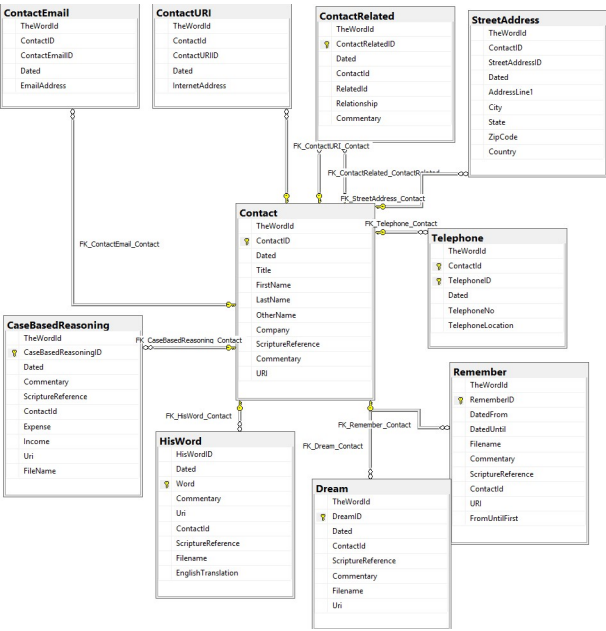 ContactEmail
TheWordId
ContactID
ContactEmailID
Dated
EmailAddress
ContactURI
TheWordId
ContactId
ContactURIID
Dated
InternetAddress
ContactRelated
TheWordId
ContactRelatedID
Dated
ContactId
RelatedId
Relationship
Commentary
StreetAddress
TheWordId
ContactID
StreetAddressID
Dated
AddressLine1
City
State
ZipCode
Country
FK_ContactURI_Contact
FK_ContactRelated_ContactRelated
FK_StreetAddress_Contact
FK_Telephone_Contact
FK_ContactEmail_Contact
Contact
TheWordId
ContactID
Dated
Title
FirstName
LastName
OtherName
Company
ScriptureReference
Commentary
URI
Telephone
TheWordId
ContactId
TelephoneID
Dated
TelephoneNo
TelephoneLocation
CaseBasedReasoning
TheWordId
CaseBasedReasoningID
Dated
Commentary
ScriptureReference
ContactId
Expense
Income
Uri
FileName
FK_CaseBasedReasoning_Contact
FK_HisWord_Contact
FK_Remember_Contact
FK_Dream_Contact
Remember
TheWordId
RememberID
DatedFrom
DatedUntil
Filename
Commentary
ScriptureReference
ContactId
URI
FromUntilFirst
HisWord
HisWordID
Dated
Word
Commentary
Uri
ContactId
ScriptureReference
Filename
EnglishTranslation
Dream
TheWordId
DreamID
Dated
ContactId
ScriptureReference
Commentary
Filename
Uri